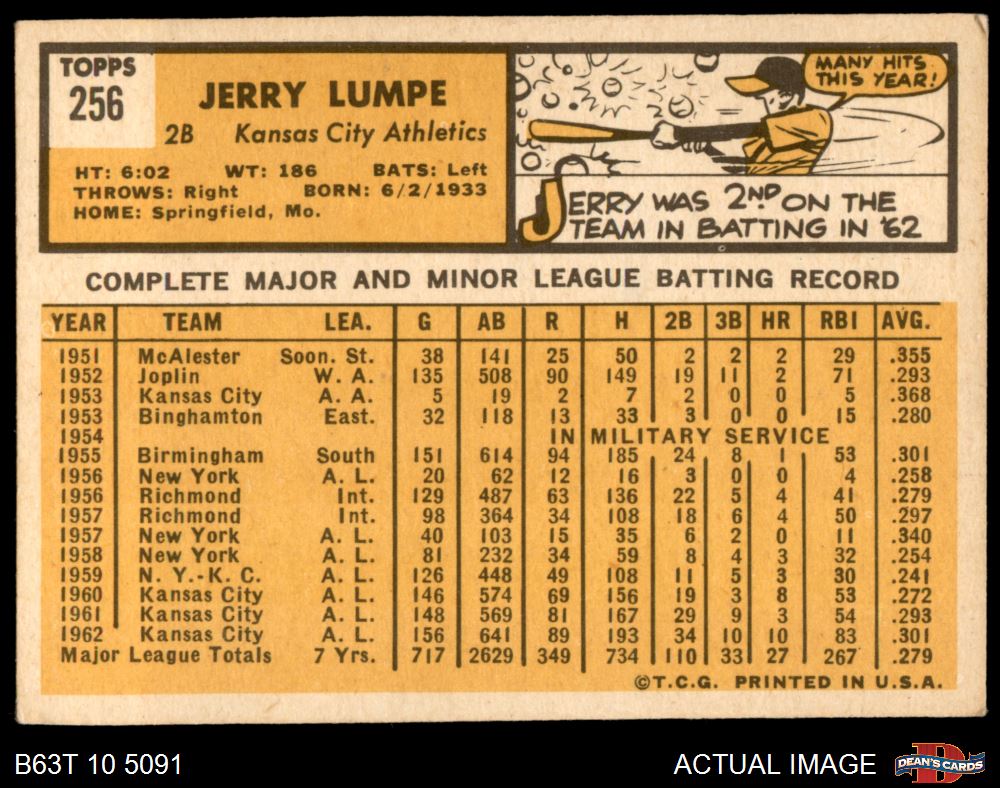 TOPPS
256
JERRY LUMPE
2B Kansas City Athletics
HT: 6:02 WT: 186 BATS: Left
THROWS: Right BORN: 6/2/1933
HOME: Springfield, Mo.
MANY HITS
THIS YEAR!
JERRY WAS 2ND ON THE
TEAM IN BATTING IN '62
COMPLETE MAJOR AND MINOR LEAGUE BATTING RECORD
YEAR TEAM LEA. G AB R H 2B 3B HR RBI AVG.
1951 McAlester Soon. St. 38 141 25 50 2 2 2 29 .355
1952 Joplin W. A. 135 508 90 149 19 11 2 71 .293
1953 Kansas City A. A. 5 19 2 7 2 0 0 5 .368
1953 Binghamton East. 32 118 13 33 3 0 0 15 .280
1954 IN MILITARY SERVICE
1955 Birmingham South 151 614 94 185 24 8 1 53 .301
1956 New York A. L. 20 62 12 16 3 0 0 4 .258
1956 Richmond Int. 129 487 63 136 22 5 4 41 .279
1957 Richmond Int. 98 364 34 108 18 6 4 50 .297
1957 New York A. L. 40 103 15 35 6 2 0 11 .340
1958 New York A. L. 81 232 34 59 8 4 3 32 .254
1959 N. Y.-K. C. A. L. 126 448 49 108 11 5 3 30 .241
1960 Kansas City A. L. 146 574 69 156 19 3 8 53 .272
1961 Kansas City A. L. 148 569 81 167 29 9 3 54 .293
1962 Kansas City A. L. 156 641 89 193 34 10 10 83 .301
Major League Totals 7 Yrs. 717 2629 349 734 110 33 27 267 .279
©T.C.G. PRINTED IN U.S.A.
B63T 10 5091
ACTUAL IMAGE
D
DEAN'S CARDS